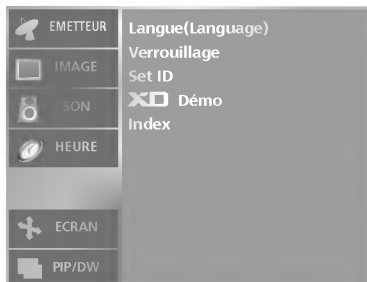 EMETTEUR
IMAGE
SON
HEURE
ECRAN
PIP/DW
Langue(Language)
Verrouillage
Set ID
XD Démo
Index